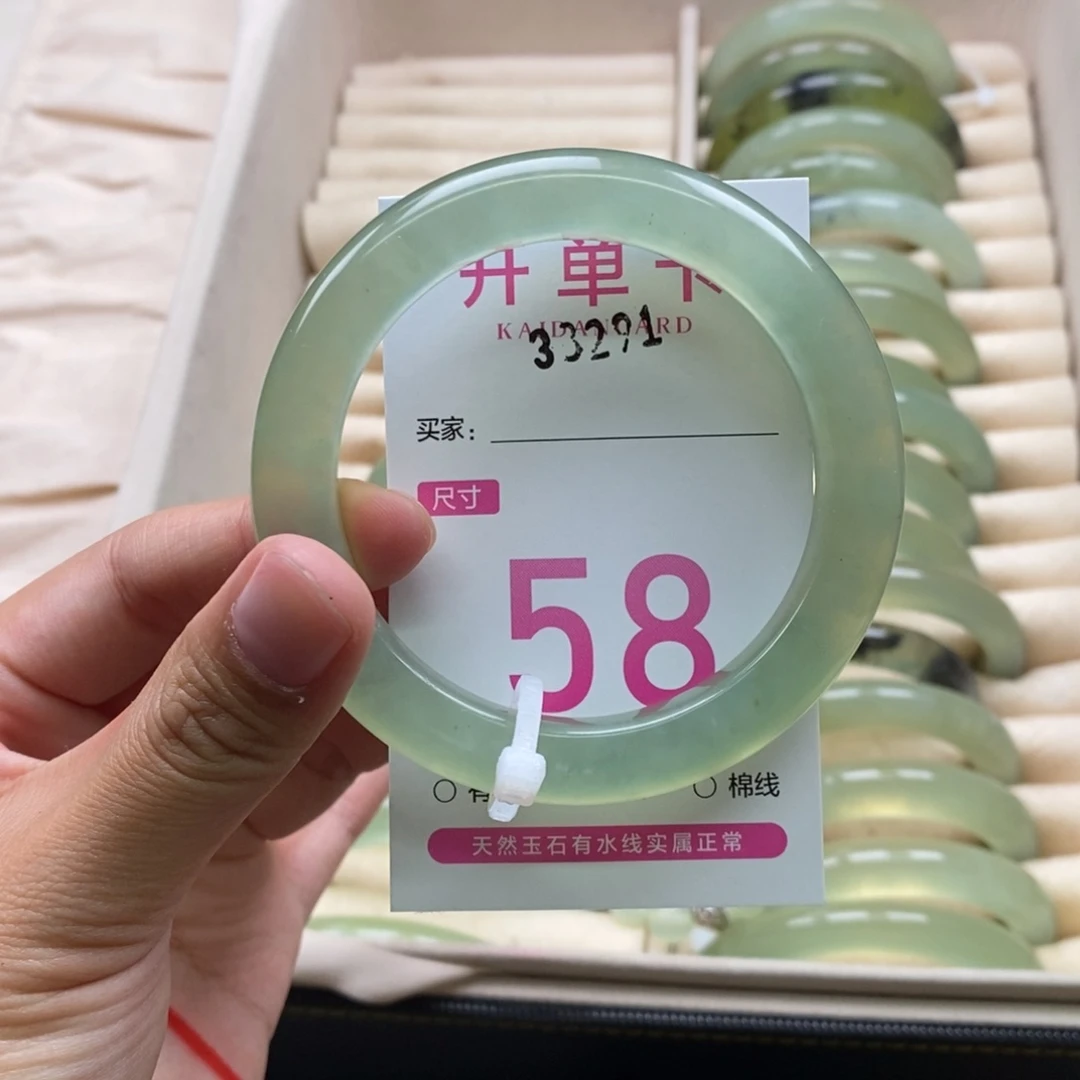 开单卡
KAIDANCARD
33291
买家：
尺寸
58
○ 有
○ 棉线
天然玉石有水线实属正常